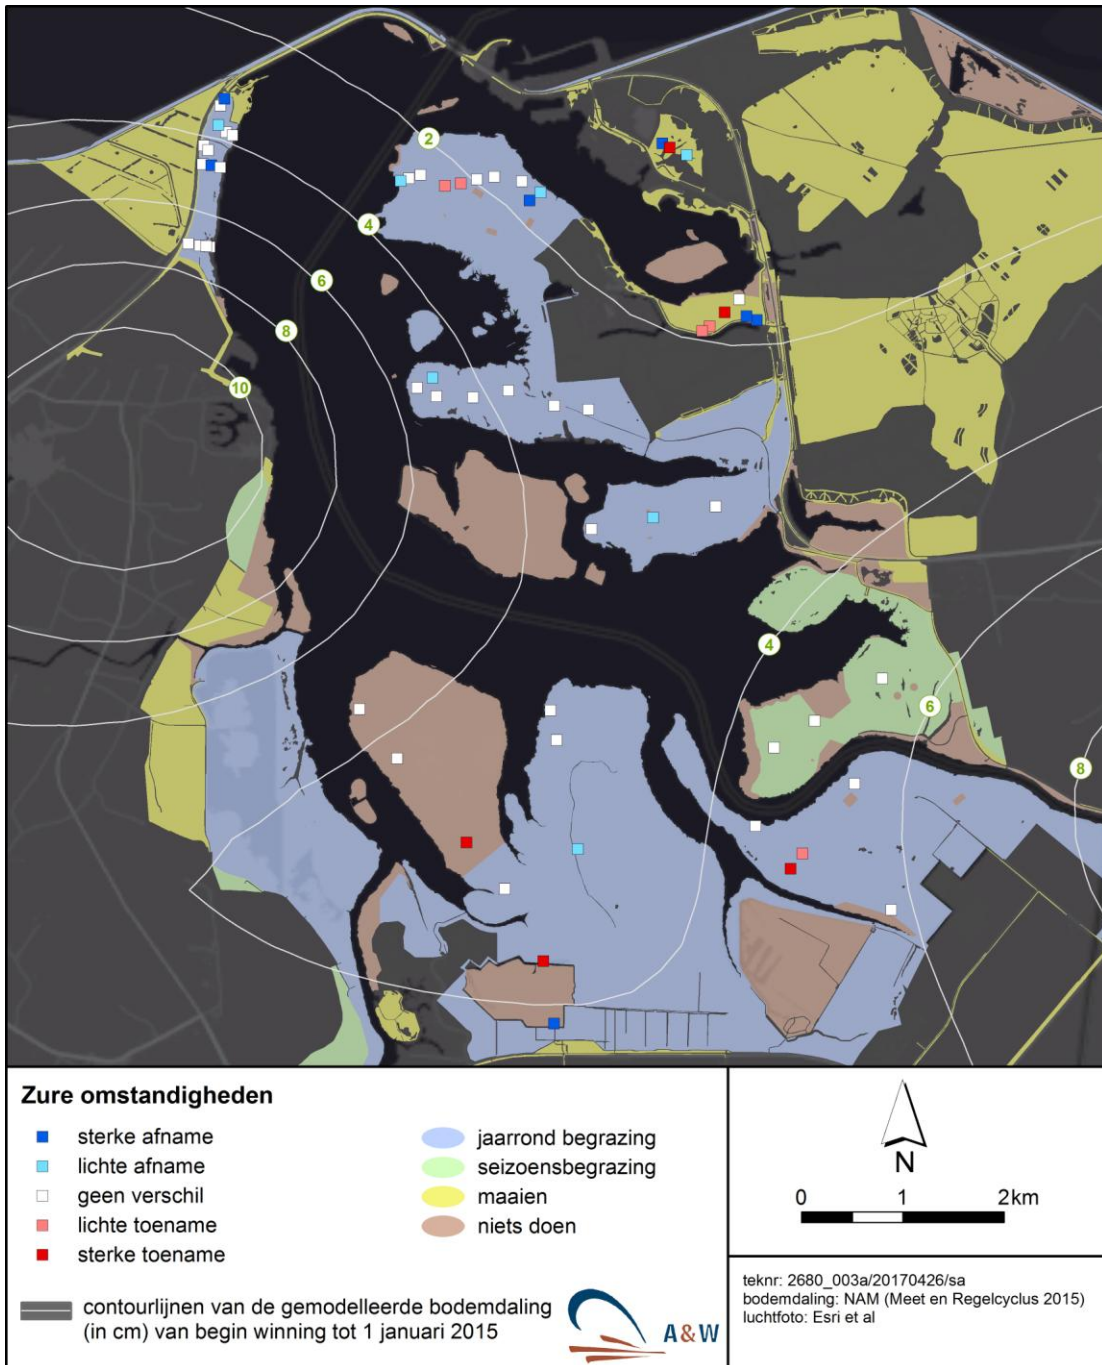 2
4
6
8
10
4
6
8
Zure omstandigheden
sterke afname
lichte afname
geen verschil
lichte toename
sterke toename
jaarrond begrazing
seizoensbegrazing
maaien
niets doen
contourlijnen van de gemodelleerde bodemdaling
(in cm) van begin winning tot 1 januari 2015
A&W
N
0 1 2km
teknr: 2680_003a/20170426/sa
bodemdaling: NAM (Meet en Regelcyclus 2015)
luchtfoto: Esri et al